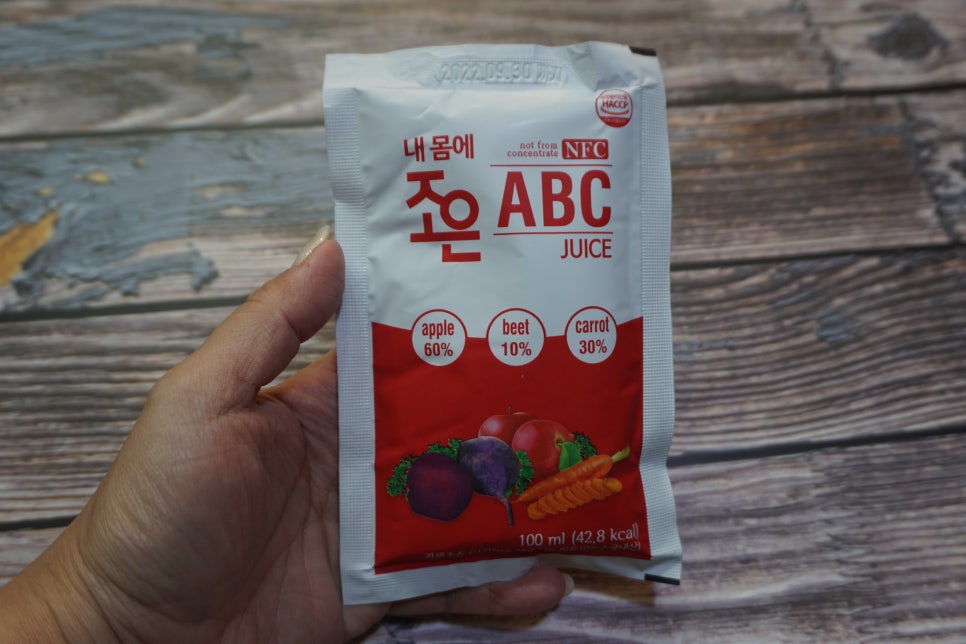 2022.09.30
HACCP
내 몸에
조은
not from
concentrate NFC
ABC
JUICE
apple
60%
beet
10%
carrot
30%
100 ml (42.8 kcal)